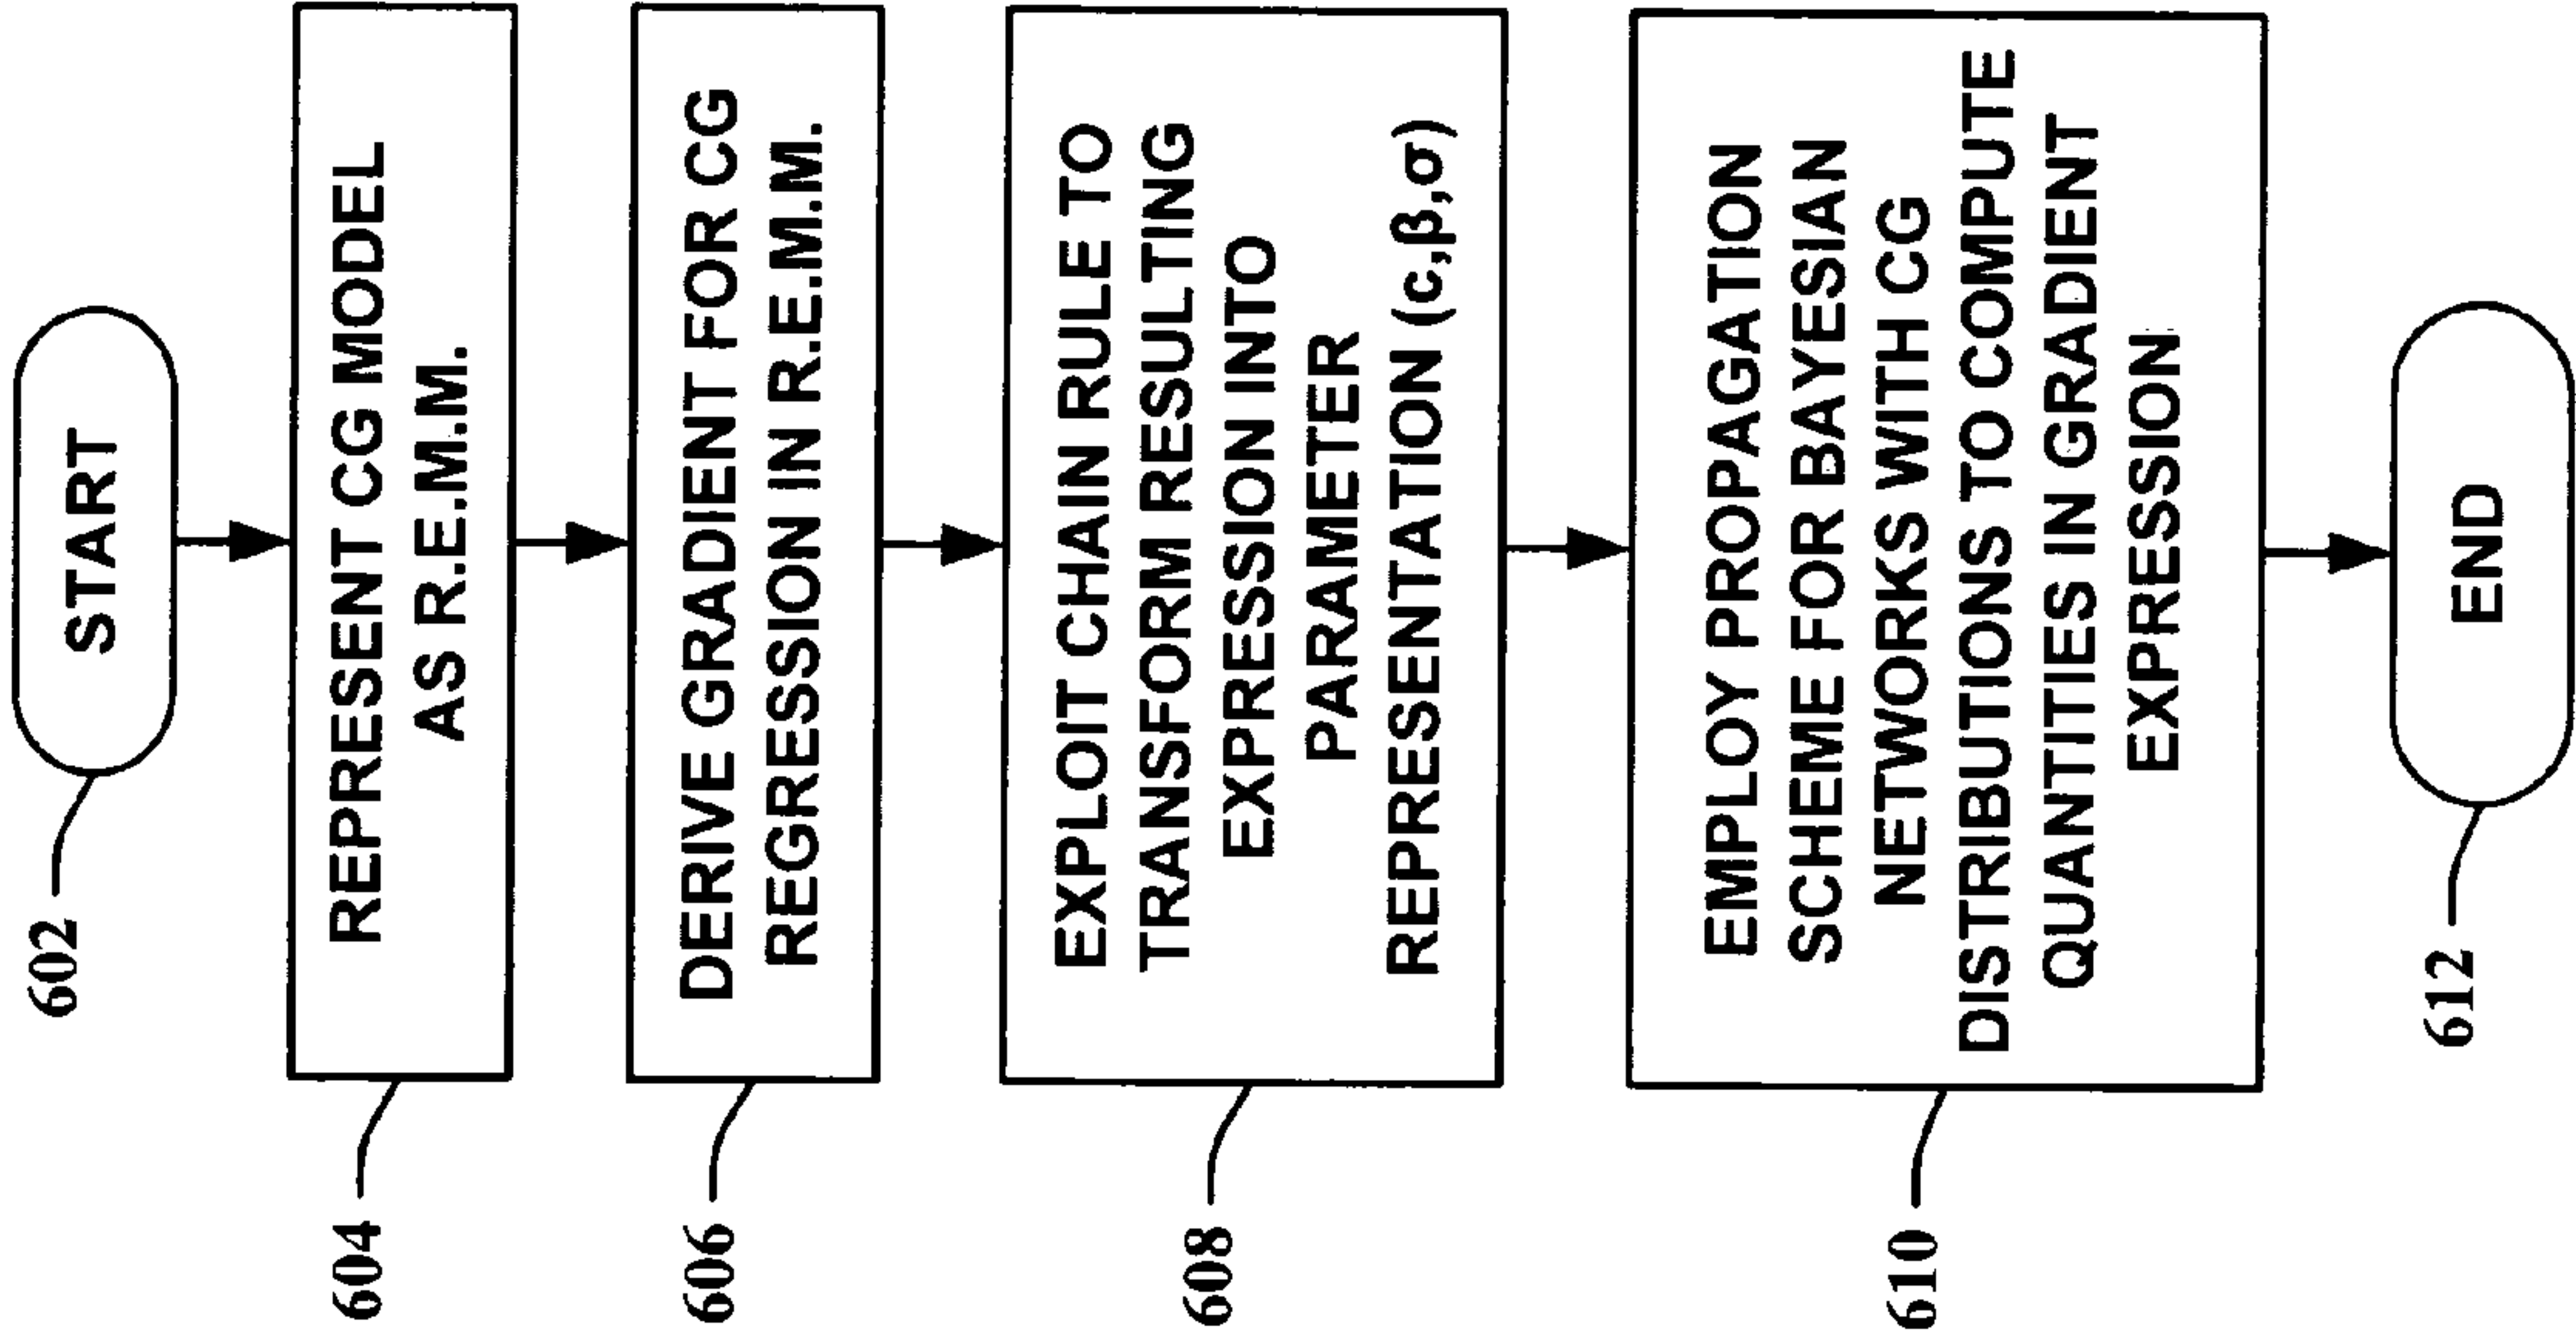 START
602
REPRESENT CG MODEL
AS R.E.M.M.
604
DERIVE GRADIENT FOR CG
REGRESSION IN R.E.M.M.
606
EXPLOIT CHAIN RULE TO
TRANSFORM RESULTING
EXPRESSION INTO
PARAMETER
REPRESENTATION (c,β,σ)
608
EMPLOY PROPAGATION
SCHEME FOR BAYESIAN
NETWORKS WITH CG
DISTRIBUTIONS TO COMPUTE
QUANTITIES IN GRADIENT
EXPRESSION
610
END
612